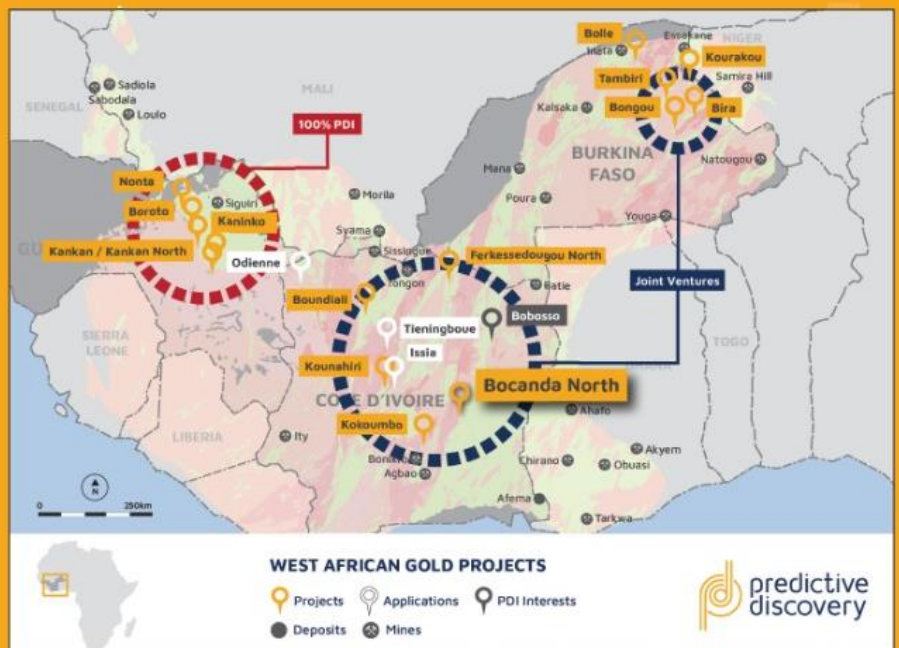 Bolle
Essakane
NIGER
Inata
Kourakou
Sadiola
Sabodala
MALI
Tambiri
Samira Hill
SENEGAL
Loulo
Kalsaka
Bongou
Bira
100% PDI
BURKINA
FASO
Natougou
Nonta
Mana
Siguiri
Morila
Poura
Boroto
Kaninko
Youga
Syama
Kankan / Kankan North
Sissingue
Odienne
Ferkessedougou North
Tongon
Batie
Joint Ventures
Boundiali
Bobosso
Tieningboue
SIERRA
LEONE
Issia
TOGO
Kounahiri
Bocanda North
COTE D'IVOIRE
Ahafo
Kokoumbo
LIBERIA
Ity
Akyem
Bonikro
Chirano
Obuasi
Agbao
N
Afema
0 250km
Tarkwa
WEST AFRICAN GOLD PROJECTS
Projects Applications PDI Interests
Deposits Mines
predictive
discovery